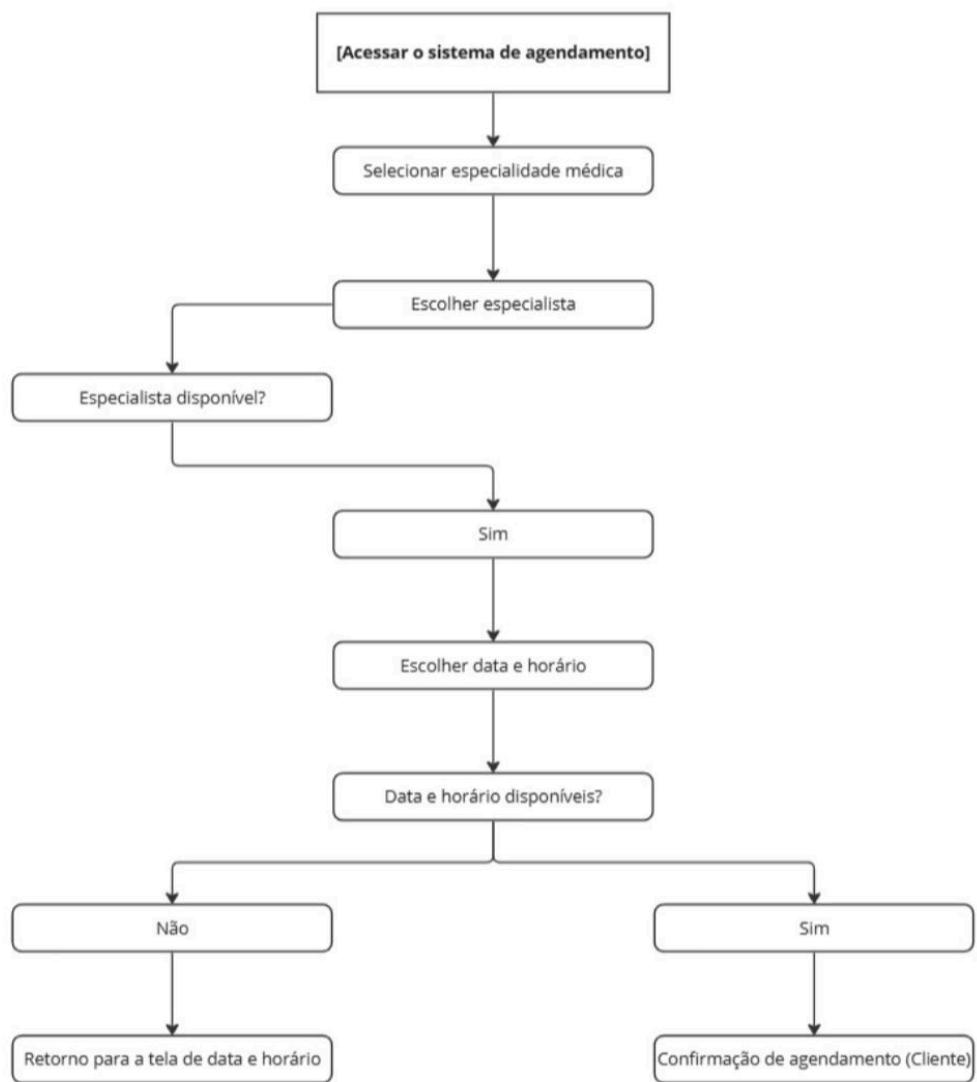 [Acessar o sistema de agendamento]
Selecionar especialidade médica
Escolher especialista
Especialista disponível?
Sim
Escolher data e horário
Data e horário disponíveis?
Não
Sim
Retorno para a tela de data e horário
Confirmação de agendamento (Cliente)